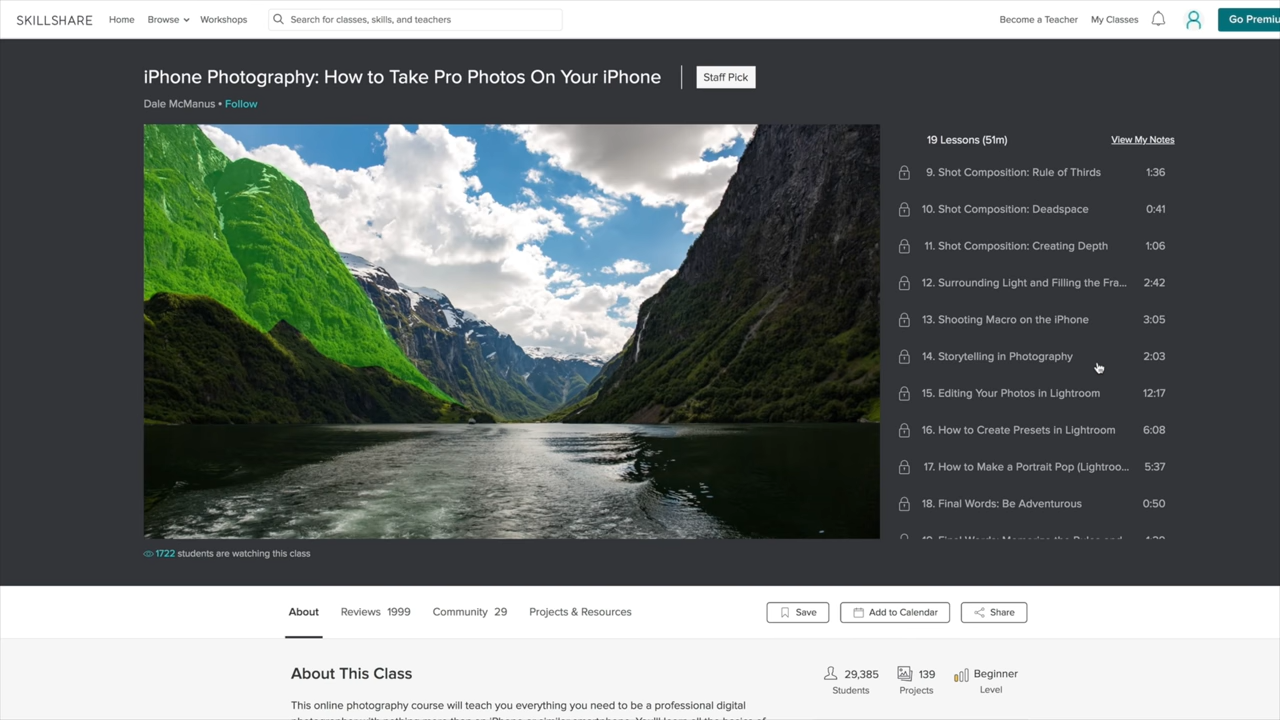 SKILLSHARE Home Browse Workshops Search for classes, skills, and teachers Become a Teacher My Classes Go Premiu
iPhone Photography: How to Take Pro Photos On Your iPhone Staff Pick
Dale McManus • Follow
19 Lessons (51m) View My Notes
9. Shot Composition: Rule of Thirds 1:36
10. Shot Composition: Deadspace 0:41
11. Shot Composition: Creating Depth 1:06
12. Surrounding Light and Filling the Fra... 2:42
13. Shooting Macro on the iPhone 3:05
14. Storytelling in Photography 2:03
15. Editing Your Photos in Lightroom 12:17
16. How to Create Presets in Lightroom 6:08
17. How to Make a Portrait Pop (Lightroo... 5:37
18. Final Words: Be Adventurous 0:50
1722 students are watching this class
About Reviews 1999 Community 29 Projects & Resources Save Add to Calendar Share
About This Class
29,385 139 Beginner
Students Projects Level
This online photography course will teach you everything you need to be a professional digital